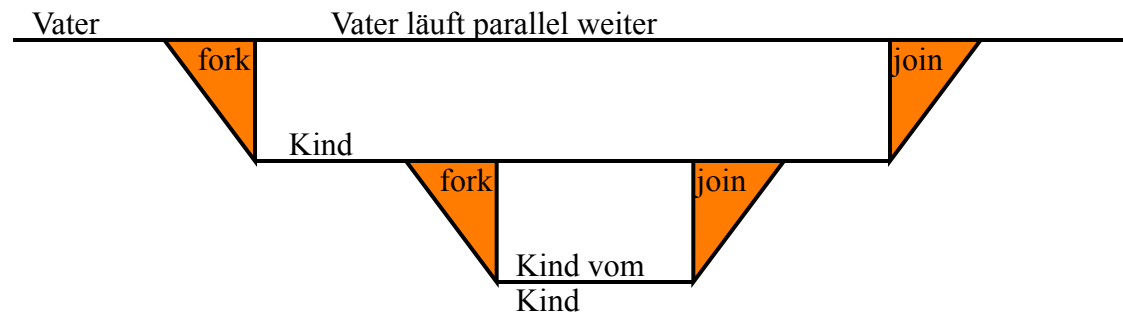 Vater Vater läuft parallel weiter
fork join
Kind
fork join
Kind vom
Kind